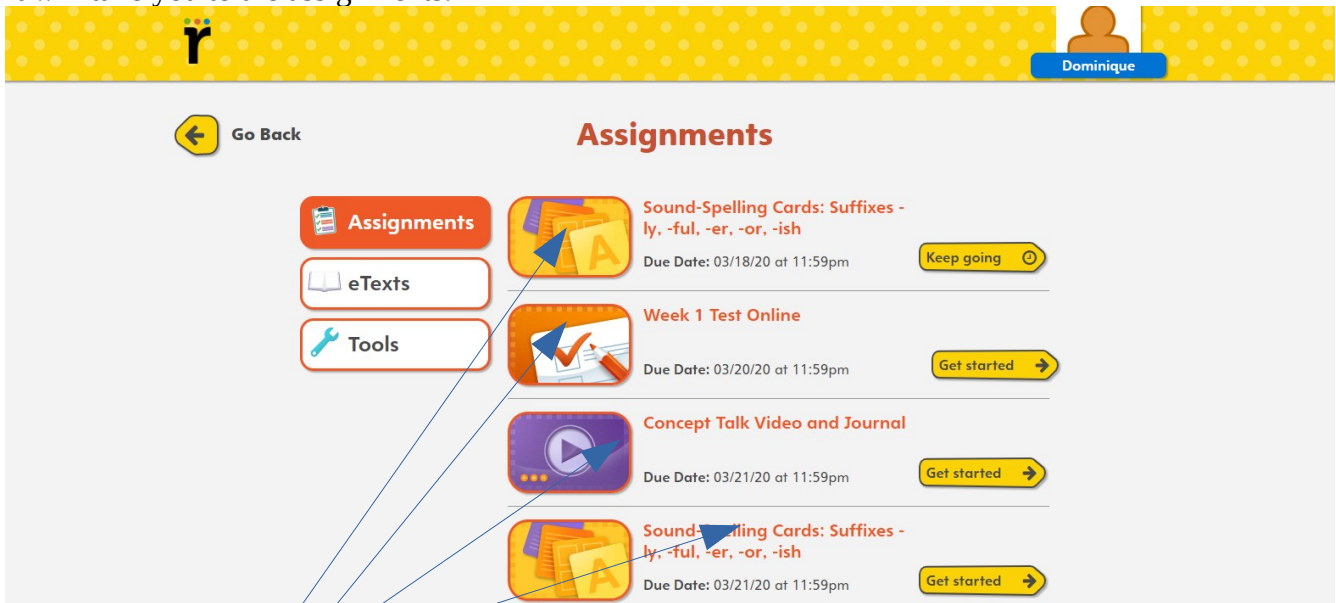 r
Dominique
Go Back
Assignments
Assignments
eTexts
Tools
Sound-Spelling Cards: Suffixes -
ly, -ful, -er, -or, -ish
Due Date: 03/18/20 at 11:59pm
Keep going
Week 1 Test Online
Due Date: 03/20/20 at 11:59pm
Get started
Concept Talk Video and Journal
Due Date: 03/21/20 at 11:59pm
Get started
Sound-Spelling Cards: Suffixes -
ly, -ful, -er, -or, -ish
Due Date: 03/21/20 at 11:59pm
Get started
A
A